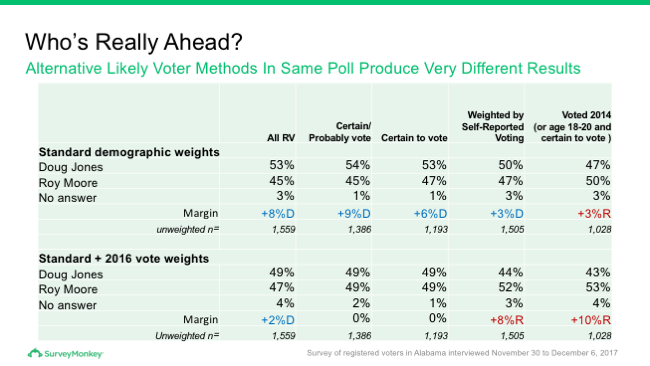 Who's Really Ahead?
Alternative Likely Voter Methods In Same Poll Produce Very Different Results
All RV Certain/ Probably vote Certain to vote Weighted by Self-Reported Voting Voted 2014 (or age 18-20 and certain to vote )
Standard demographic weights
Doug Jones 53% 54% 53% 50% 47%
Roy Moore 45% 45% 47% 47% 50%
No answer 3% 1% 1% 3% 3%
Margin +8%D +9%D +6%D +3%D +3%R
unweighted n= 1,559 1,386 1,193 1,505 1,028
Standard + 2016 vote weights
Doug Jones 49% 49% 49% 44% 43%
Roy Moore 47% 49% 49% 52% 53%
No answer 4% 2% 1% 3% 4%
Margin +2%D 0% 0% +8%R +10%R
Unweighted n= 1,559 1,386 1,193 1,505 1,028
SurveyMonkey Survey of registered voters in Alabama interviewed November 30 to December 6, 2017